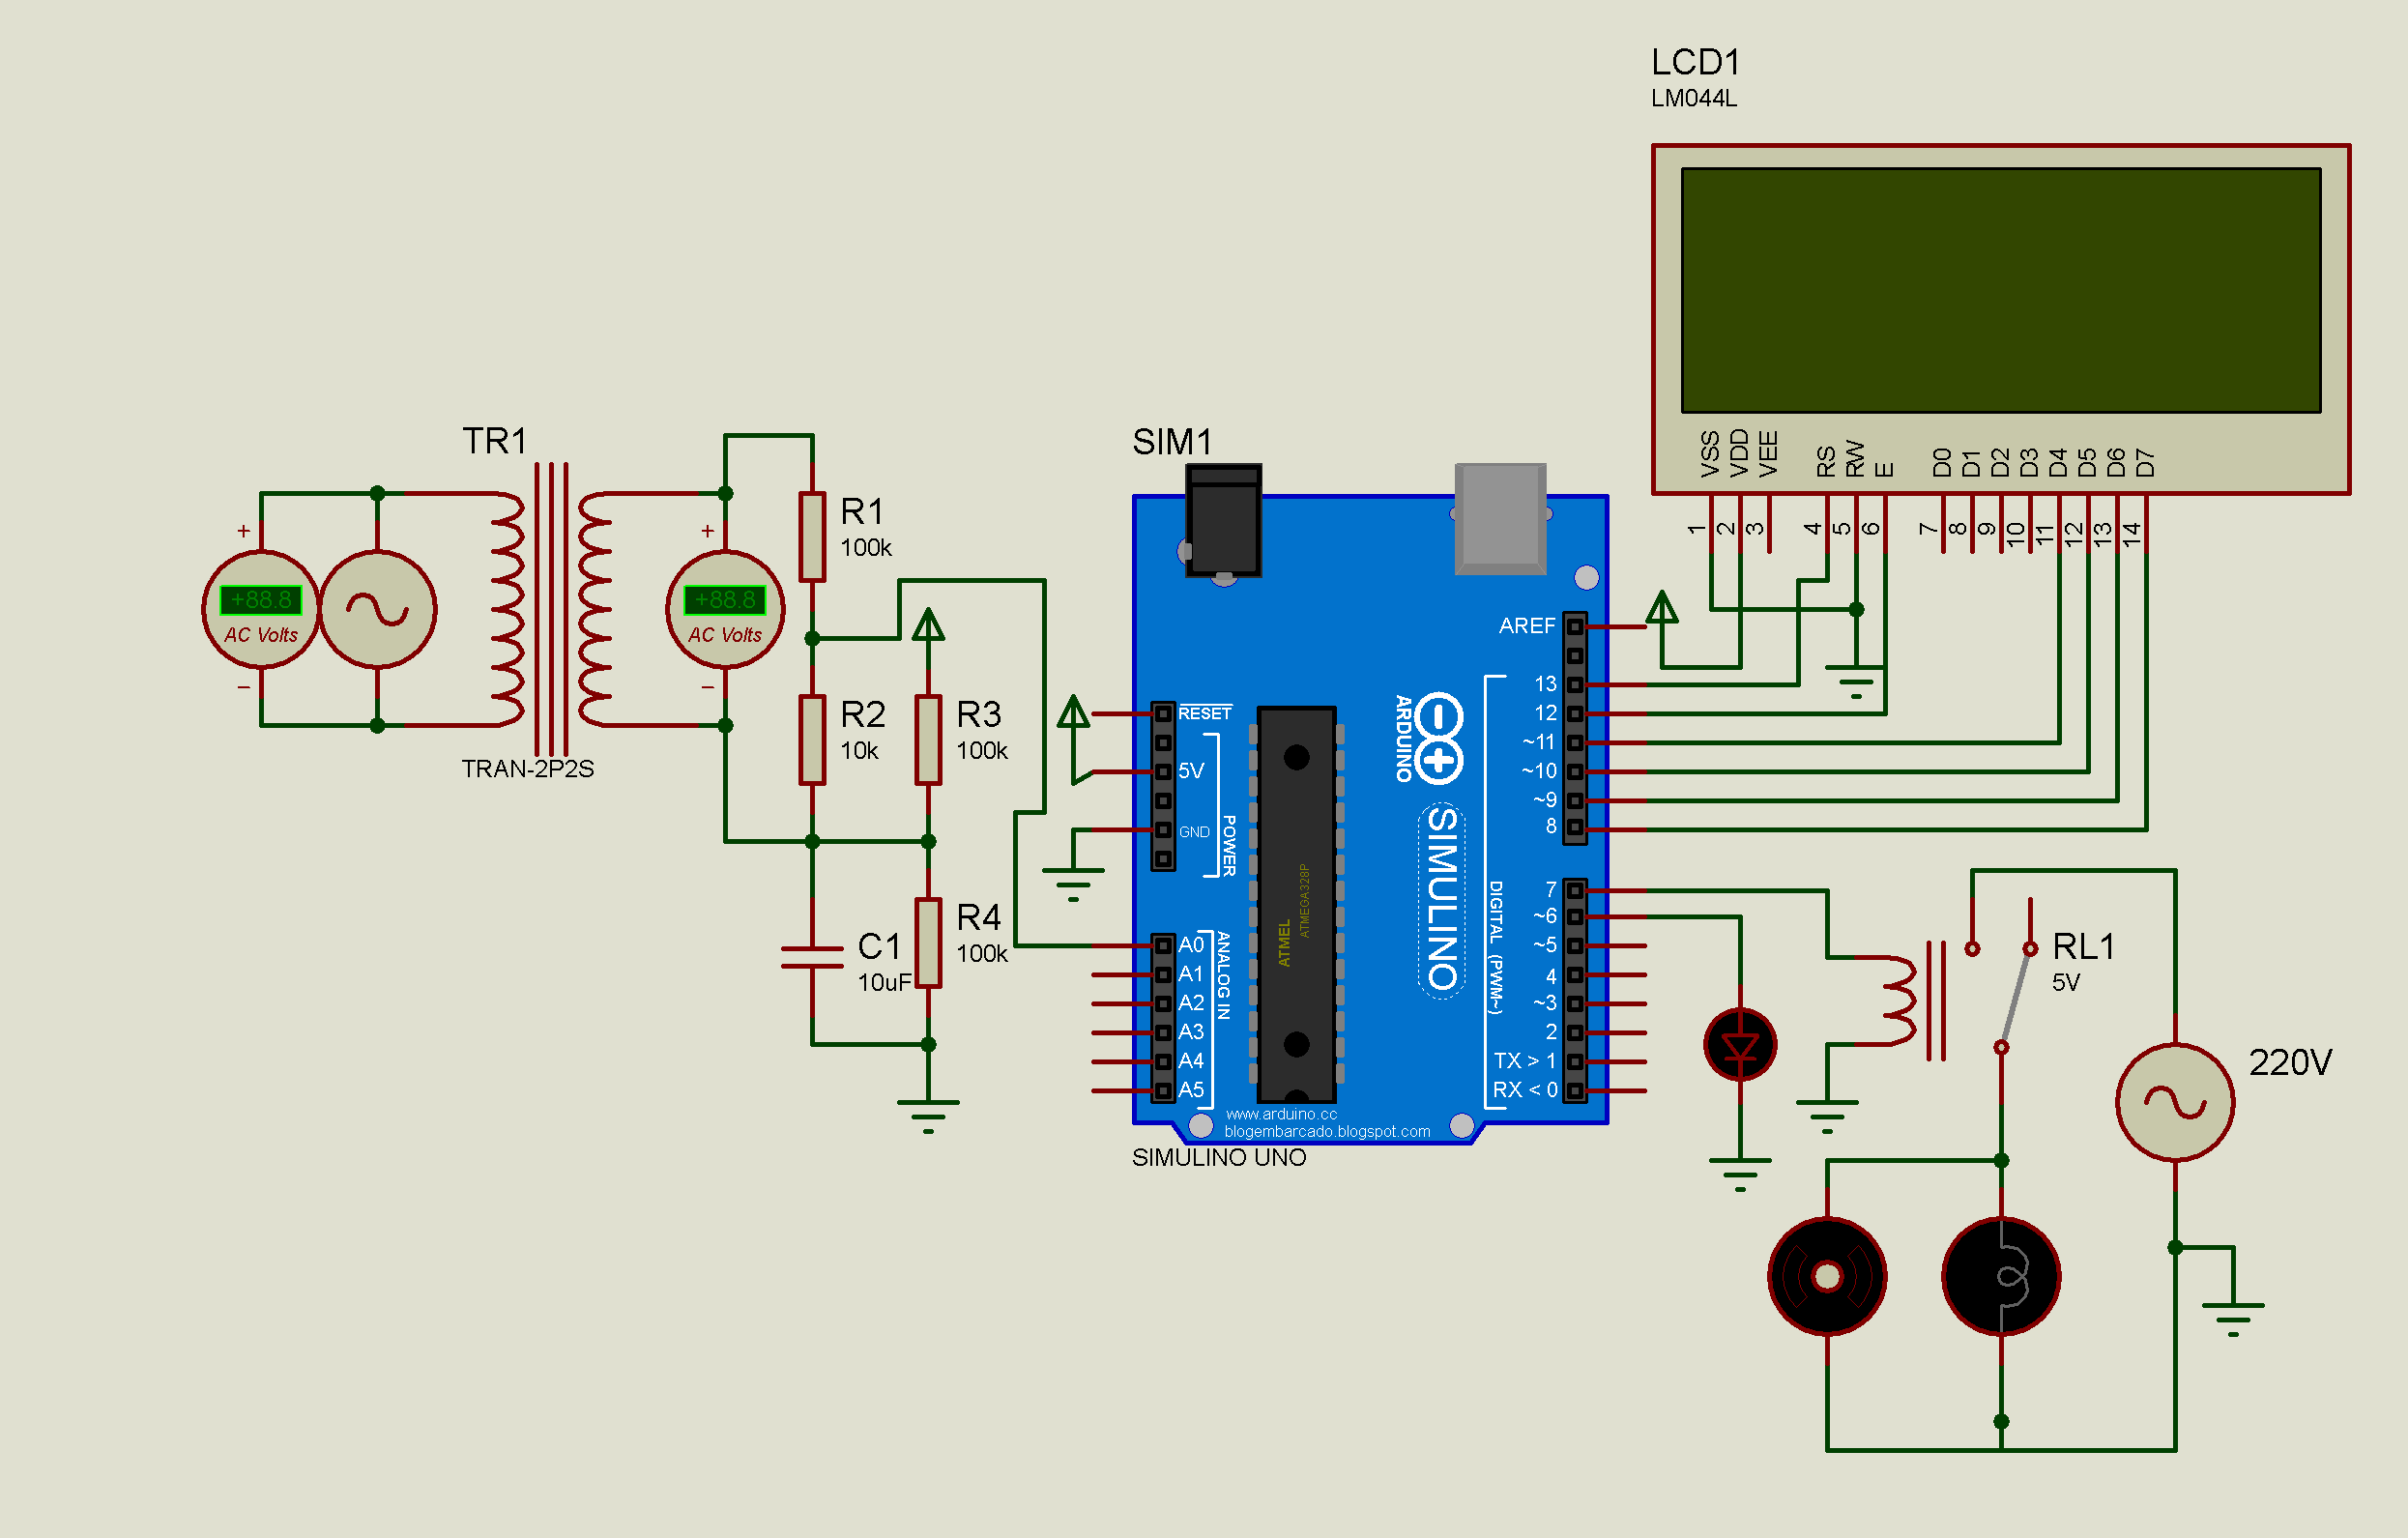 LCD1
LM044L
VSS
VDD
VEE
RS
RW
E
D0
D1
D2
D3
D4
D5
D6
D7
1
2
3
4
5
6
7
8
9
10
11
12
13
14
TR1
TRAN-2P2S
+
+88.8
AC Volts
−
+
+88.8
AC Volts
−
R1
100k
R2
10k
R3
100k
C1
10uF
R4
100k
SIM1
AREF
13
12
~11
~10
~9
8
RESET
5V
GND
POWER
ARDUINO
SIMULINO
ATMEL
ATMEGA328P
A0
A1
A2
A3
A4
A5
ANALOG IN
DIGITAL (PWM~)
7
~6
~5
4
~3
2
TX > 1
RX < 0
www.arduino.cc
blogembarcado.blogspot.com
SIMULINO UNO
RL1
5V
220V